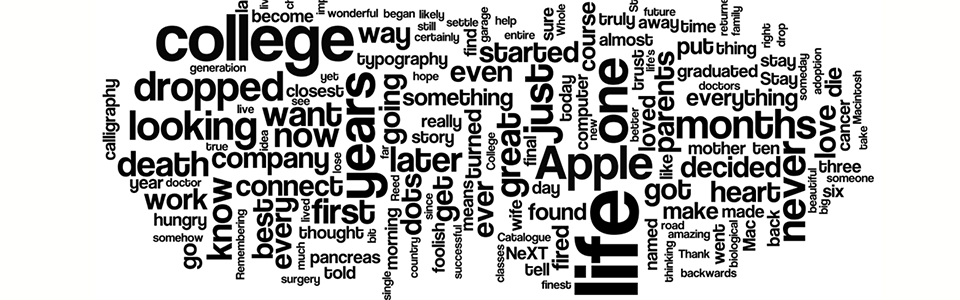 college
dropped
looking
death
company
years
life
Apple
one
just
great
months
never
become
wonderful
began
likely
still
certainly
settle
find
garage
help
entire
sure
Whole
course
truly
almost
away
future
time
family
put
thing
right
drop
way
typography
started
generation
yet
closest
hope
even
calligraphy
live
see
want
now
idea
true
going
something
really
story
far
later
turned
College
finally
today
computer
new
better
trust
life's
loved
parents
like
graduated
doctors
stay
Stay
someday
adoption
everything
mother
ten
love
die
cancer
take
Macintosh
decided
three
someone
six
big
beautiful
heart
got
make
made
back
Mac
biological
went
amazing
road
Thank
thinking
backwards
named
found
fired
day
wife
ever
means
get
foolish
since
successful
country
dots
Reed
morning
single
bit
first
lose
connect
every
best
lived
much
thought
pancreas
told
surgery
Remembering
know
go
somehow
hungry
work
year
doctor
Catalogue
NeXT
classes
tell
finest